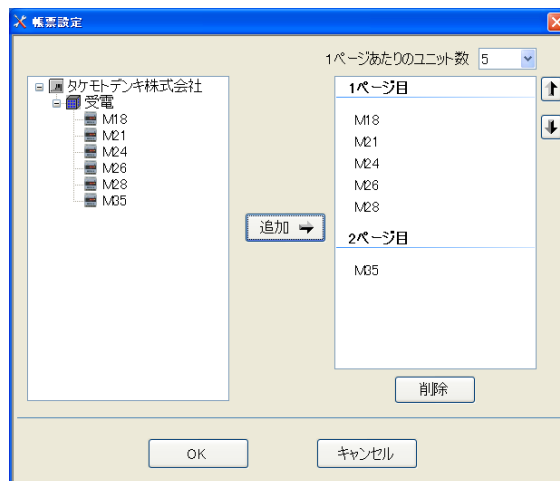 帳票設定
1ページあたりのユニット数 5
タケモトデンキ株式会社
受電
M18
M21
M24
M26
M28
M35
追加
1ページ目
M18
M21
M24
M26
M28
2ページ目
M35
削除
OK キャンセル